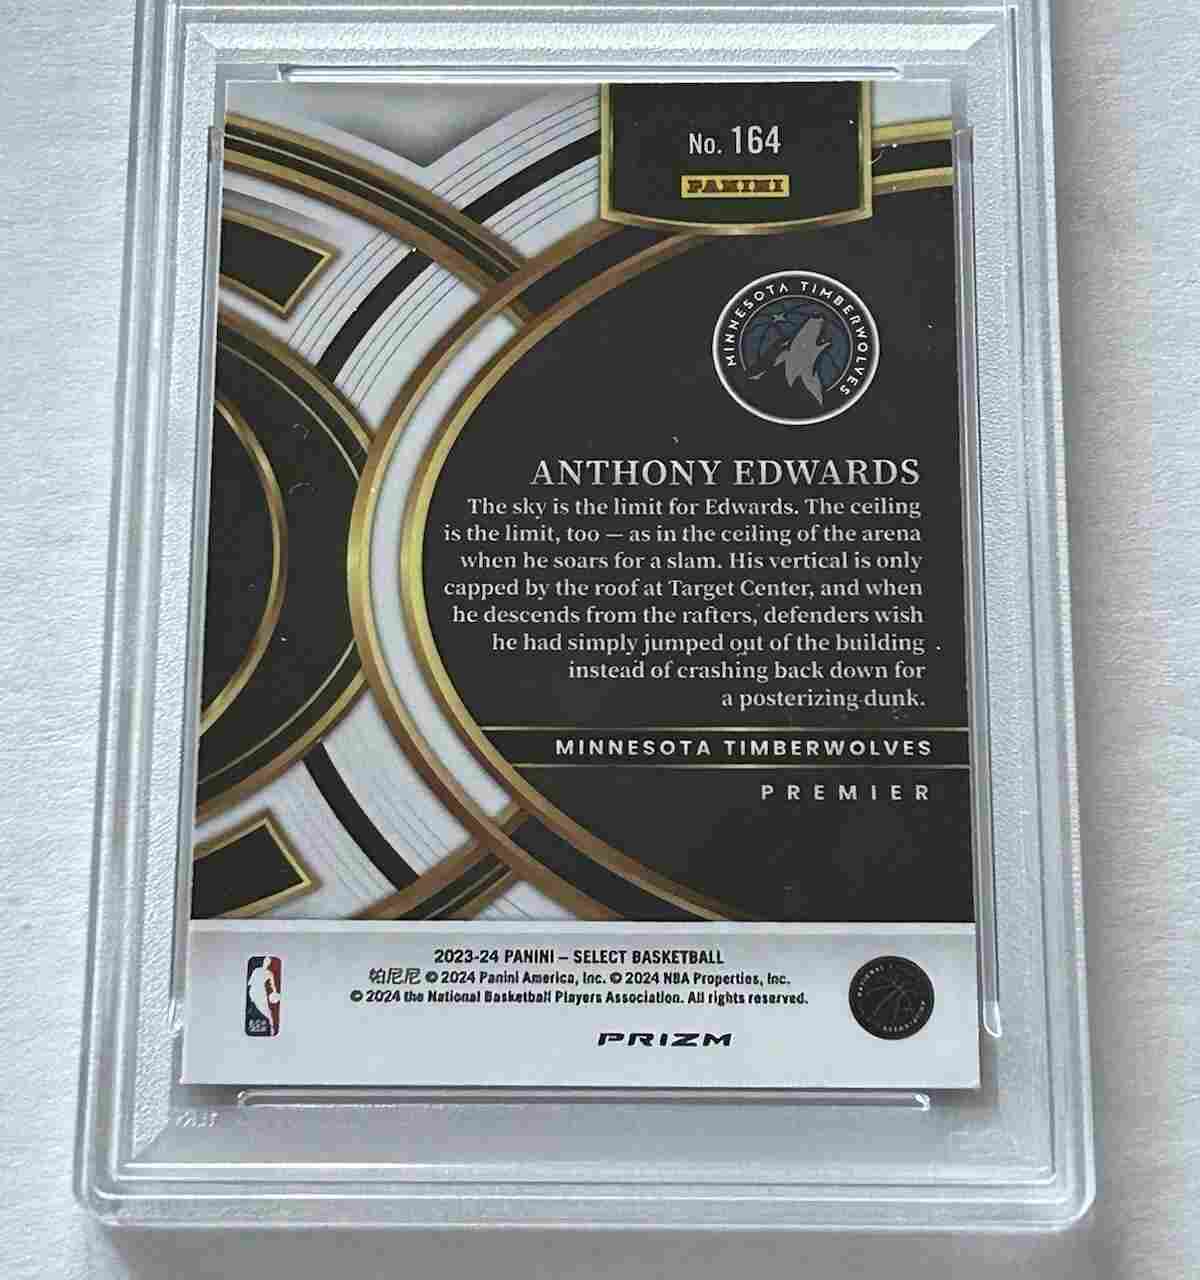 No. 164
PANINI
MINNESOTA TIMBERWOLVES
ANTHONY EDWARDS
The sky is the limit for Edwards. The ceiling
is the limit, too — as in the ceiling of the arena
when he soars for a slam. His vertical is only
capped by the roof at Target Center, and when
he descends from the rafters, defenders wish
he had simply jumped out of the building
instead of crashing back down for
a posterizing dunk.
MINNESOTA TIMBERWOLVES
PREMIER
2023-24 PANINI – SELECT BASKETBALL
帕尼尼 © 2024 Panini America, Inc. © 2024 NBA Properties, Inc.
© 2024 the National Basketball Players Association. All rights reserved.
PRIZM